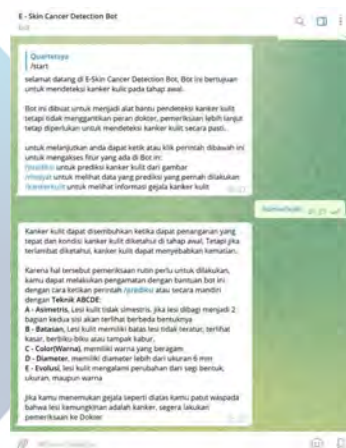 E - Skin Cancer Detection Bot
Bot
Quartetsya
/start
selamat datang di E-Skin Cancer Detection Bot, Bot ini bertujuan
untuk mendeteksi kanker kulit pada tahap awal.
Bot ini dibuat untuk menjadi alat bantu pendeteksi kanker kulit
tetapi tidak menggantikan peran dokter, pemeriksaan lebih lanjut
tetap diperlukan untuk mendeteksi kanker kulit secara pasti.
untuk melanjutkan anda dapat ketik atau klik perintah dibawah ini
untuk mengakses fitur yang ada di Bot ini:
/prediksi untuk prediksi kanker kulit dari gambar
/riwayat untuk melihat data yang prediksi yang pernah dilakukan
/kankerkulit untuk melihat informasi gejala kanker kulit
/kankerkulit
Kanker kulit dapat disembuhkan ketika dapat penanganan yang
tepat dan kondisi kanker kulit diketahui di tahap awal. Tetapi jika
terlambat diketahui, kanker kulit dapat menyebabkan kematian.
Karena hal tersebut pemeriksaan rutin perlu untuk dilakukan,
kamu dapat melakukan pengamatan dengan bantuan bot ini
dengan cara ketikan perintah /prediksi atau secara mandiri
dengan Teknik ABCDE:
A - Asimetris, Lesi kulit tidak simestris, jika lesi dibagi menjadi 2
bagian kedua sisi akan terlihat berbeda bentuknya
B - Batasan, Lesi kulit memiliki batas lesi tidak teratur, terlihat
kasar, berbiku-biku atau tampak kabur,
C - Color(Warna), memiliki warna yang beragam
D - Diameter, memiliki diameter lebih dari ukuran 6 mm
E - Evolusi, lesi kulit mengalami perubahan dari segi bentuk,
ukuran, maupun warna
Jika kamu menemukan gejala seperti diatas kamu patut waspada
bahwa lesi kemungkinan adalah kanker, segera lakukan
pemeriksaan ke Dokter